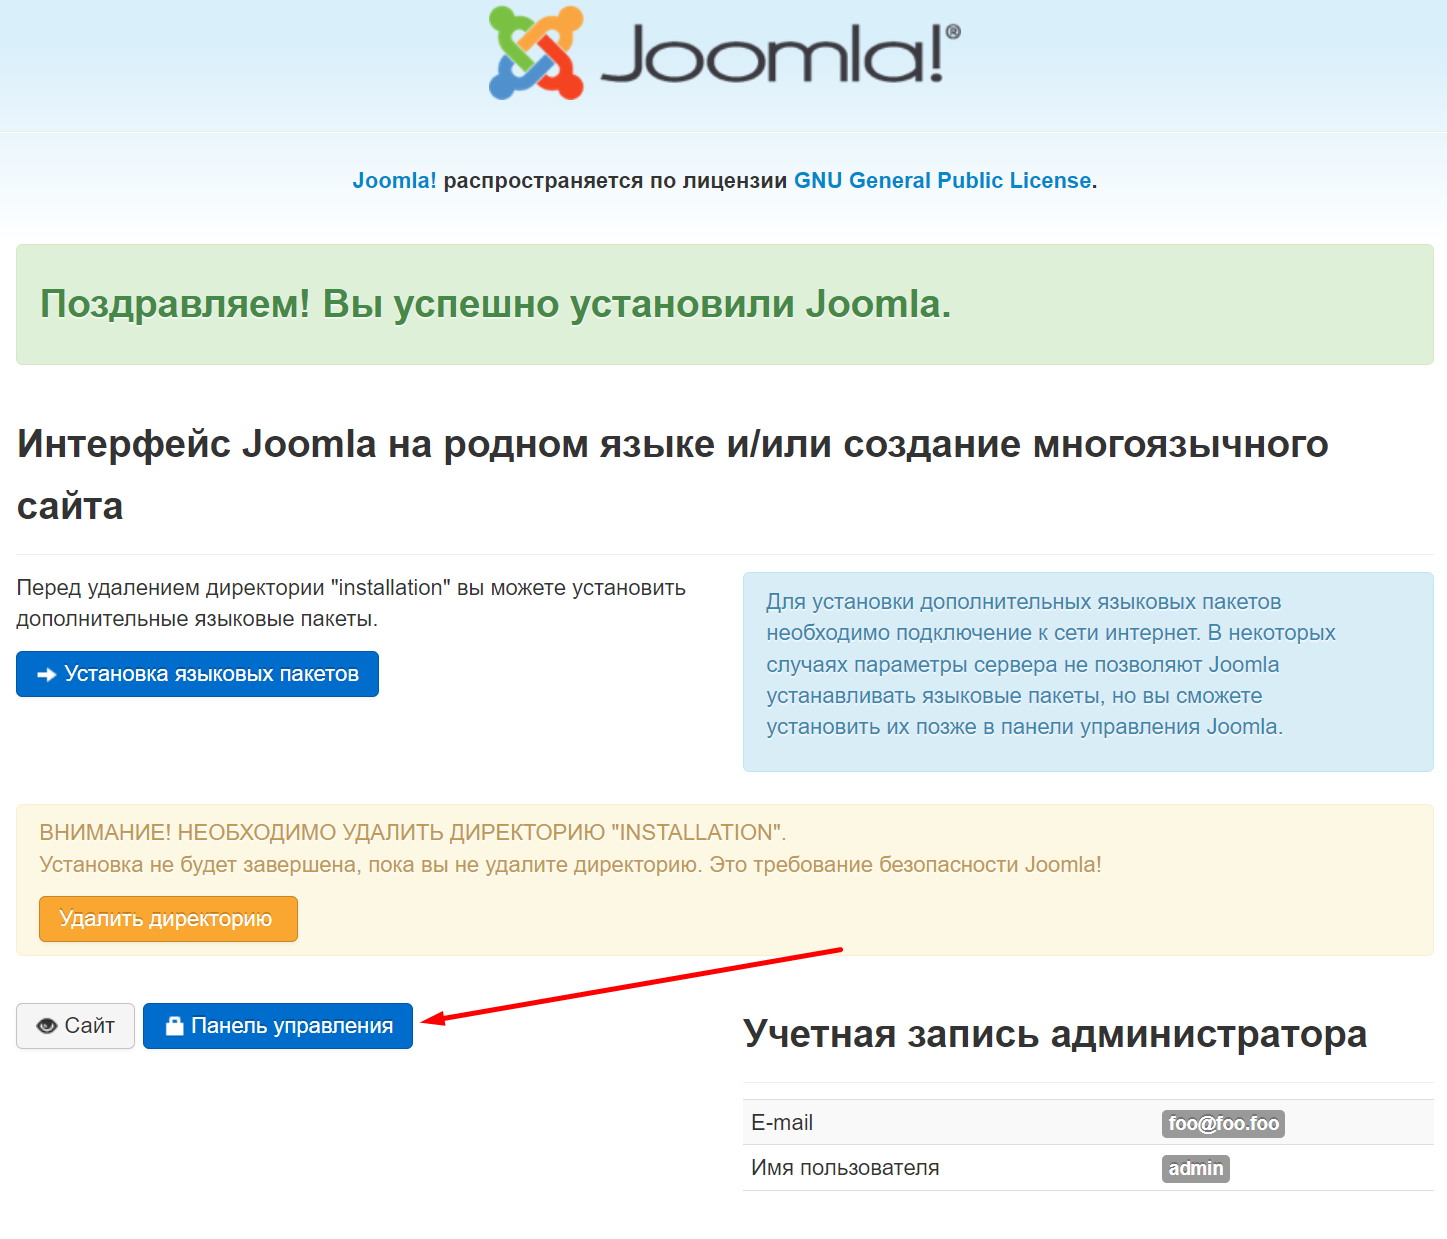 Joomla!®
Joomla! распространяется по лицензии GNU General Public License.
Поздравляем! Вы успешно установили Joomla.
Интерфейс Joomla на родном языке и/или создание многоязычного
сайта
Перед удалением директории "installation" вы можете установить
дополнительные языковые пакеты.
Установка языковых пакетов
Для установки дополнительных языковых пакетов
необходимо подключение к сети интернет. В некоторых
случаях параметры сервера не позволяют Joomla
устанавливать языковые пакеты, но вы сможете
установить их позже в панели управления Joomla.
ВНИМАНИЕ! НЕОБХОДИМО УДАЛИТЬ ДИРЕКТОРИЮ "INSTALLATION".
Установка не будет завершена, пока вы не удалите директорию. Это требование безопасности Joomla!
Удалить директорию
Сайт
Панель управления
Учетная запись администратора
E-mail foo@foo.foo
Имя пользователя admin